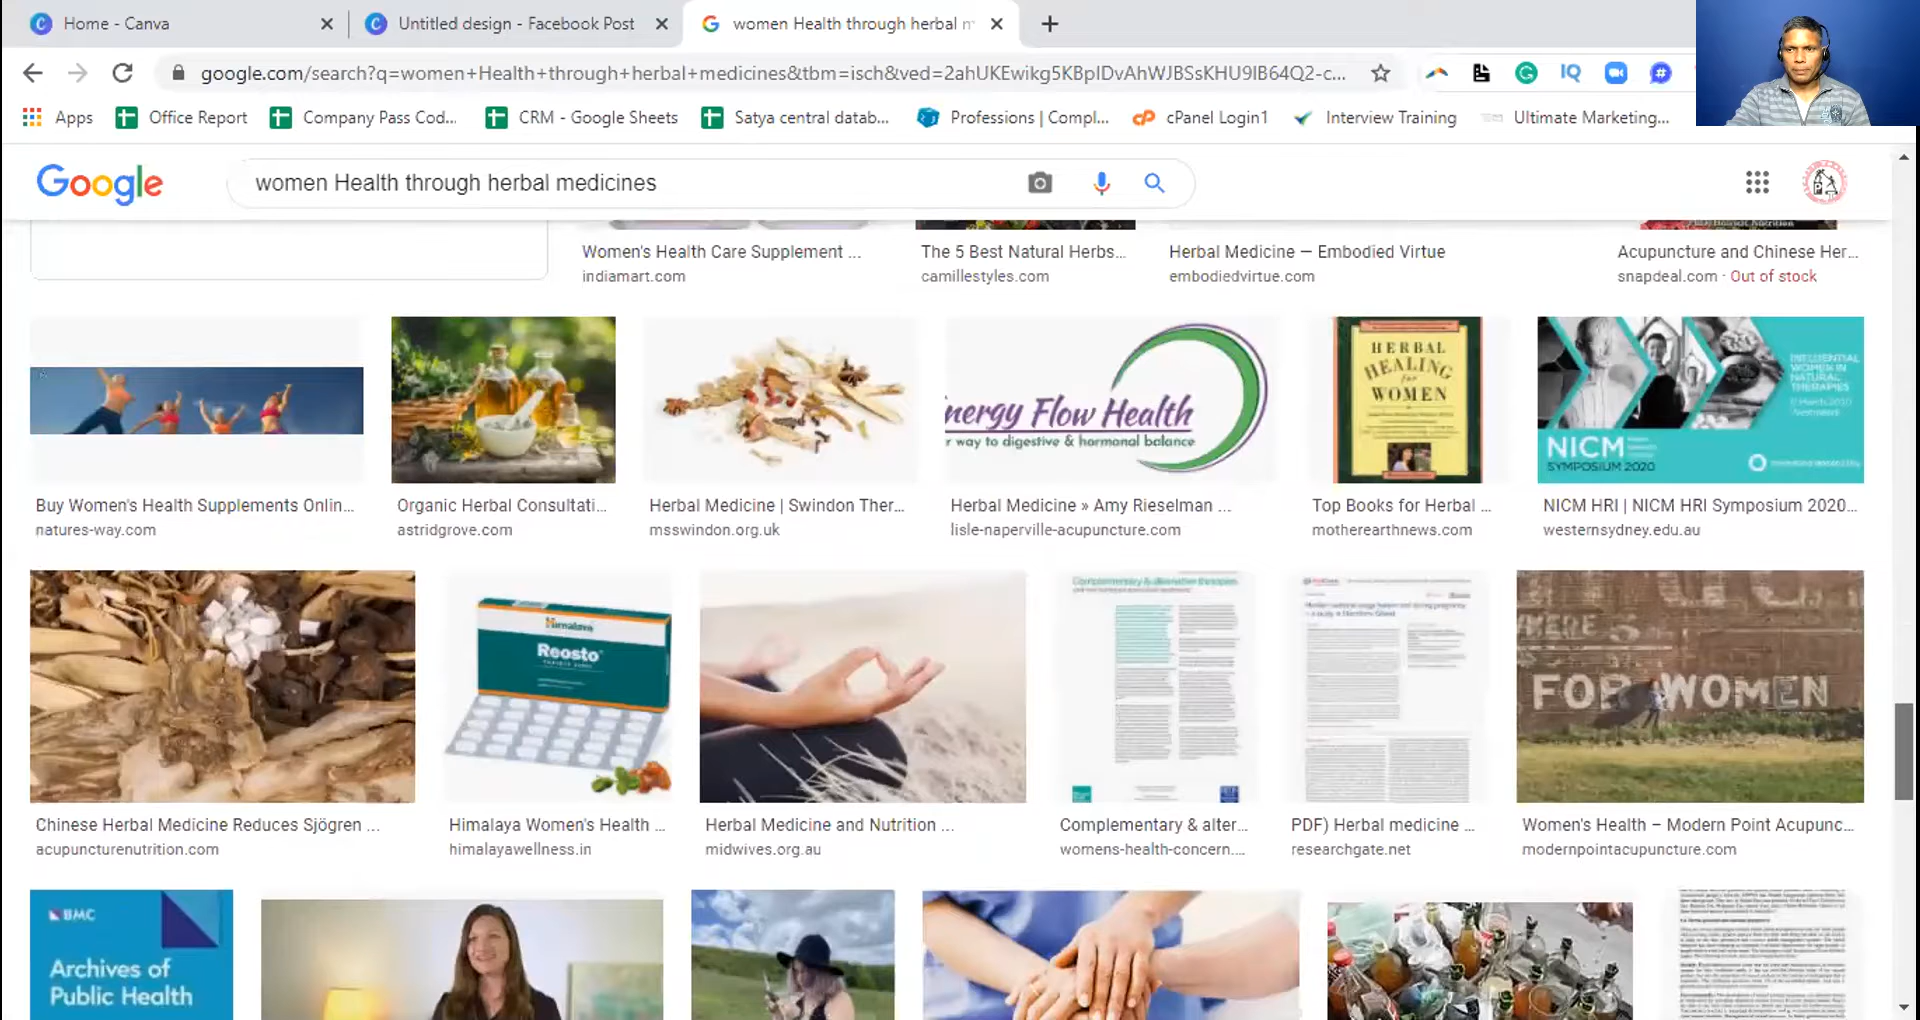 Home - Canva
Untitled design - Facebook Post
women Health through herbal m
google.com/search?q=women+Health+through+herbal+medicines&tbm=isch&ved=2ahUKEwikg5KBpIDvAhWJBSsKHU9IB64Q2-c...
Apps
Office Report
Company Pass Cod...
CRM - Google Sheets
Satya central datab...
Professions | Compl...
cPanel Login1
Interview Training
Ultimate Marketing...
Google
women Health through herbal medicines
Women's Health Care Supplement ...
indiamart.com
The 5 Best Natural Herbs...
camillestyles.com
Herbal Medicine — Embodied Virtue
embodiedvirtue.com
Acupuncture and Chinese Her...
snapdeal.com · Out of stock
nergy Flow Health
r way to digestive & hormonal balance
HERBAL
HEALING
for
WOMEN
INFLUENTIAL
WOMEN IN
NATURAL
THERAPIES
NICM
SYMPOSIUM 2020
Buy Women's Health Supplements Onlin...
natures-way.com
Organic Herbal Consultati...
astridgrove.com
Herbal Medicine | Swindon Ther...
msswindon.org.uk
Herbal Medicine » Amy Rieselman ...
lisle-naperville-acupuncture.com
Top Books for Herbal ...
motherearthnews.com
NICM HRI | NICM HRI Symposium 2020...
westernsydney.edu.au
Himalaya
Reosto
Complementary & alternative therapies
HERE
FOR WOMEN
Chinese Herbal Medicine Reduces Sjögren ...
acupuncturenutrition.com
Himalaya Women's Health ...
himalayawellness.in
Herbal Medicine and Nutrition ...
midwives.org.au
Complementary & alter...
womens-health-concern....
PDF) Herbal medicine ...
researchgate.net
Women's Health – Modern Point Acupunc...
modernpointacupuncture.com
BMC
Archives of
Public Health